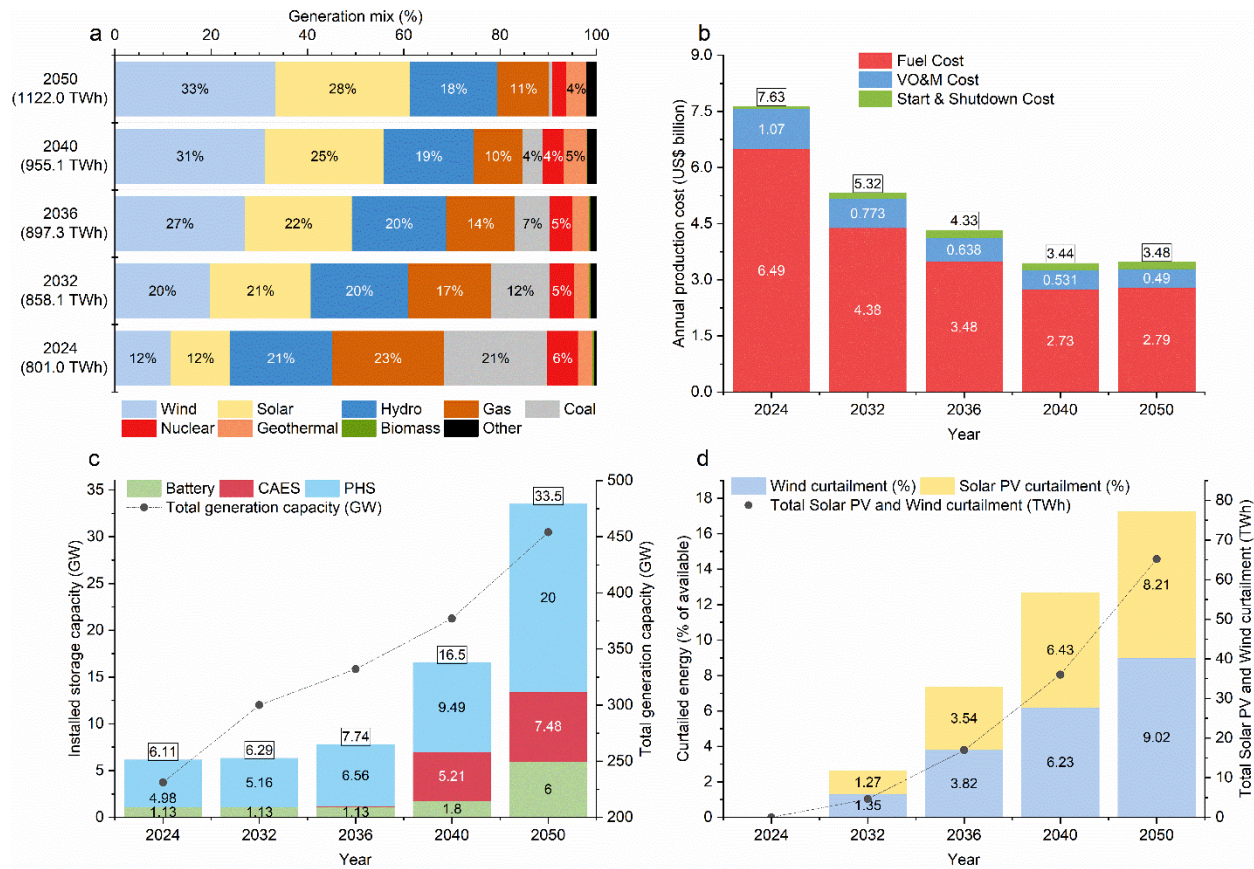 a
Generation mix (%)
0 20 40 60 80 100
2050
(1122.0 TWh)
33% 28% 18% 11% 4%
2040
(955.1 TWh)
31% 25% 19% 10% 4% 4% 5%
2036
(897.3 TWh)
27% 22% 20% 14% 7% 5%
2032
(858.1 TWh)
20% 21% 20% 17% 12% 5%
2024
(801.0 TWh)
12% 12% 21% 23% 21% 6%
Wind Solar Hydro Gas Coal
Nuclear Geothermal Biomass Other
b
Annual production cost (US$ billion)
9.0
7.5
6.0
4.5
3.0
1.5
0.0
Fuel Cost
VO&M Cost
Start & Shutdown Cost
7.63
1.07
6.49
5.32
0.773
4.38
4.33
0.638
3.48
3.44
0.531
2.73
3.48
0.49
2.79
2024 2032 2036 2040 2050
Year
c
Battery CAES PHS
Total generation capacity (GW)
Installed storage capacity (GW)
35
30
25
20
15
10
5
0
6.11
4.98
1.13
6.29
5.16
1.13
7.74
6.56
1.13
16.5
9.49
5.21
1.8
33.5
20
7.48
6
500
450
400
350
300
250
200
Total generation capacity (GW)
2024 2032 2036 2040 2050
Year
d
Wind curtailment (%) Solar PV curtailment (%)
Total Solar PV and Wind curtailment (TWh)
Curtailed energy (% of available)
18
16
14
12
10
8
6
4
2
0
1.27
1.35
3.54
3.82
6.43
6.23
8.21
9.02
80
70
60
50
40
30
20
10
0
Total Solar PV and Wind curtailment (TWh)
2024 2032 2036 2040 2050
Year